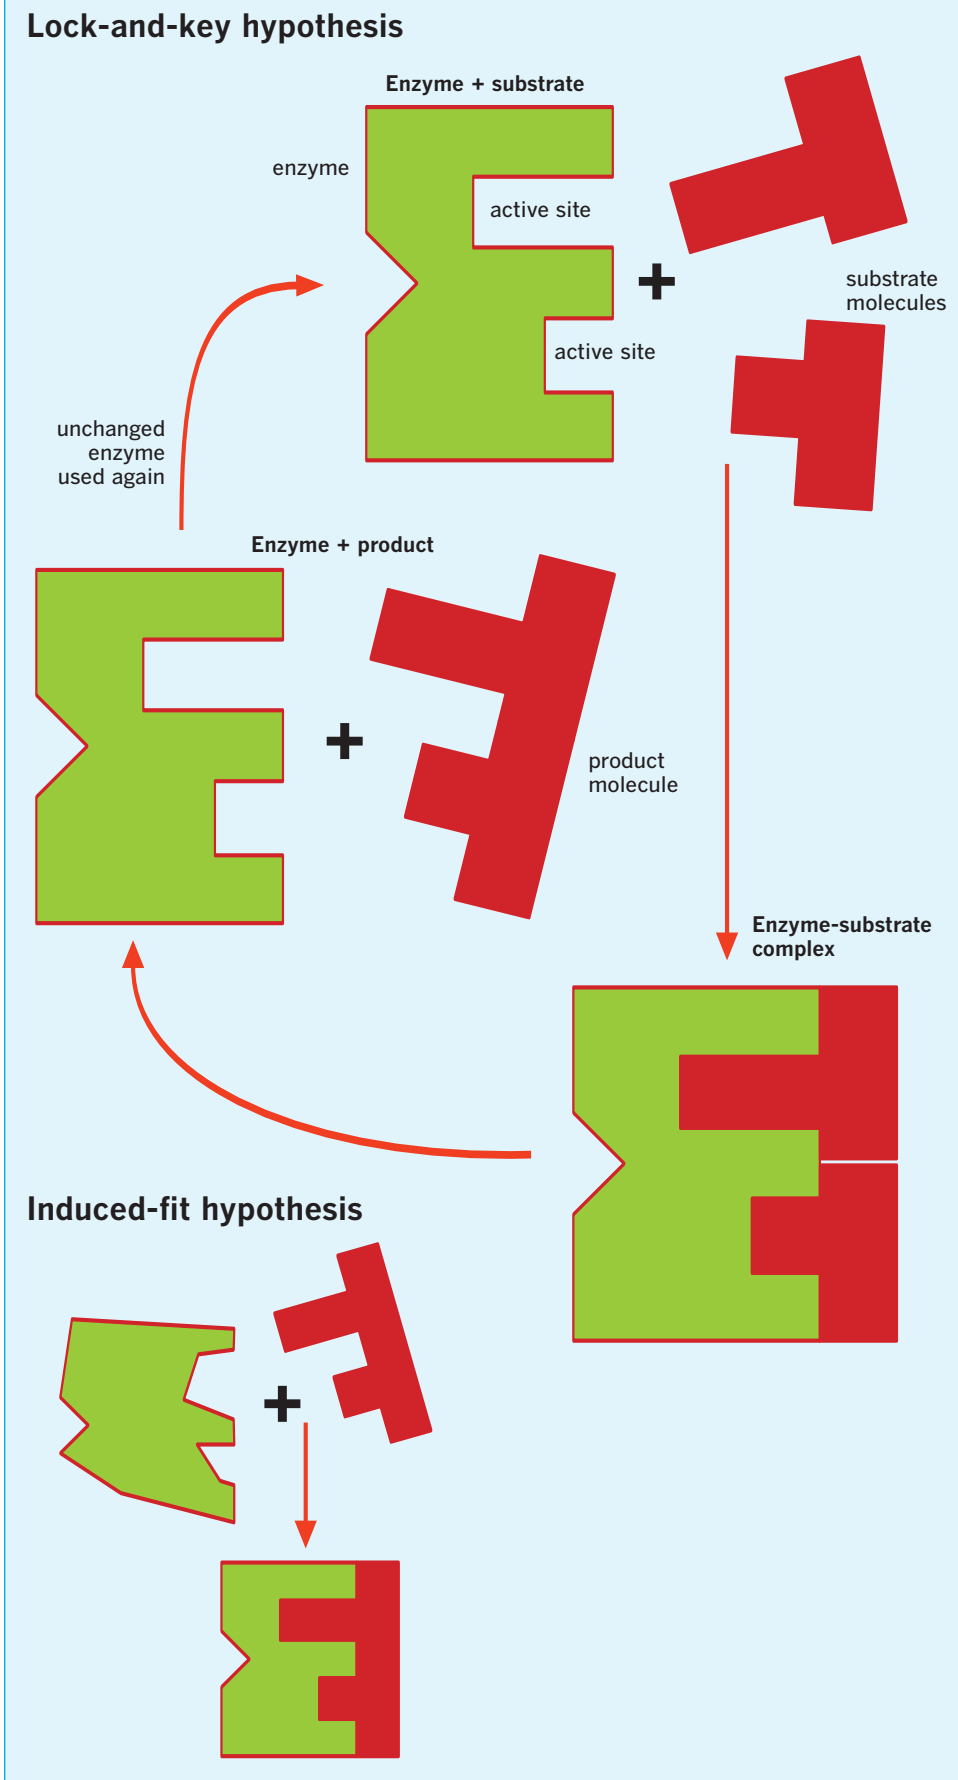 Lock-and-key hypothesis
Enzyme + substrate
enzyme
active site
+
substrate
molecules
active site
unchanged
enzyme
used again
Enzyme + product
+
product
molecule
Enzyme-substrate
complex
Induced-fit hypothesis
+